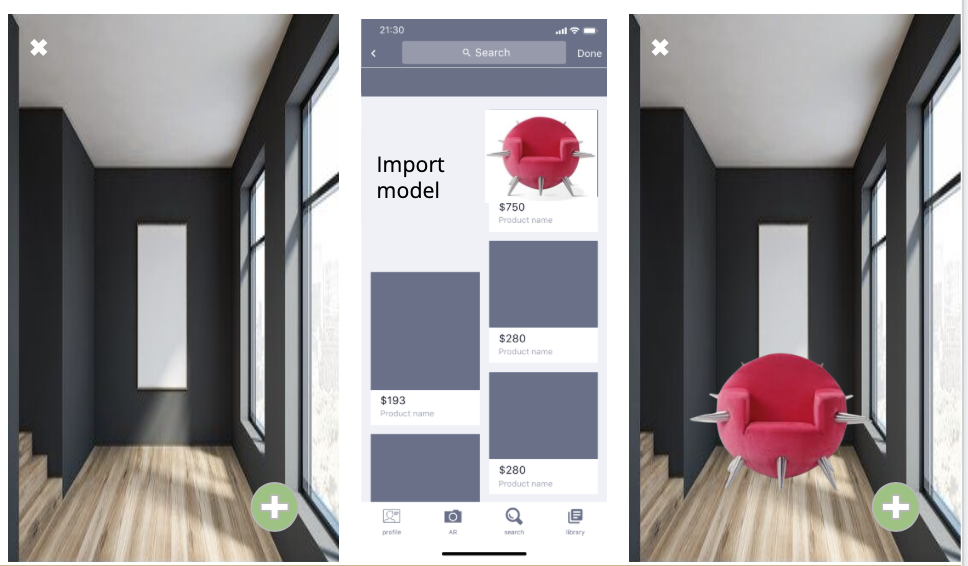 21:30
Search
Done
Import
model
$750
Product name
$280
Product name
$193
Product name
$280
Product name
profile
AR
search
library